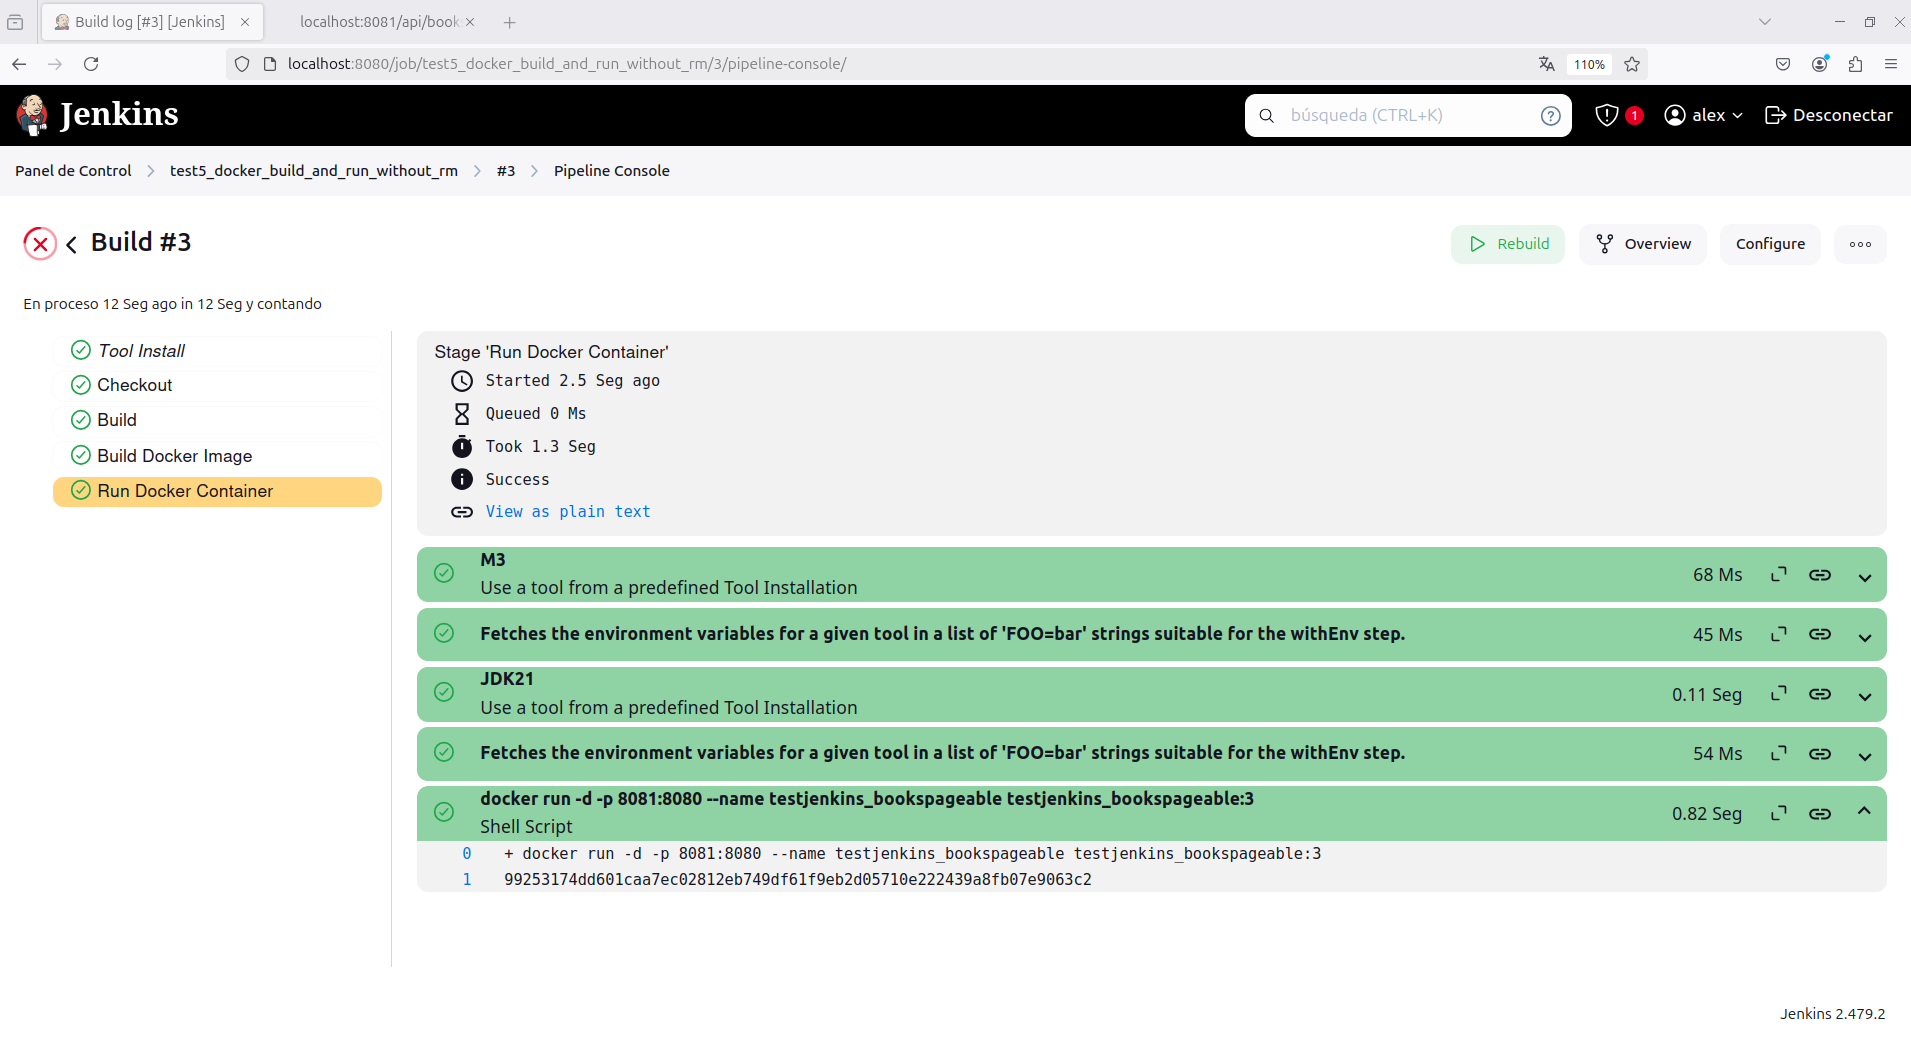 Build log [#3] [Jenkins]
localhost:8081/api/book
localhost:8080/job/test5_docker_build_and_run_without_rm/3/pipeline-console/
110%
Jenkins
búsqueda (CTRL+K)
1
alex
Desconectar
Panel de Control
test5_docker_build_and_run_without_rm
#3
Pipeline Console
Build #3
Rebuild
Overview
Configure
En proceso 12 Seg ago in 12 Seg y contando
Tool Install
Checkout
Build
Build Docker Image
Run Docker Container
Stage 'Run Docker Container'
Started 2.5 Seg ago
Queued 0 Ms
Took 1.3 Seg
Success
View as plain text
M3
Use a tool from a predefined Tool Installation
68 Ms
Fetches the environment variables for a given tool in a list of 'FOO=bar' strings suitable for the withEnv step.
45 Ms
JDK21
Use a tool from a predefined Tool Installation
0.11 Seg
Fetches the environment variables for a given tool in a list of 'FOO=bar' strings suitable for the withEnv step.
54 Ms
docker run -d -p 8081:8080 --name testjenkins_bookspageable testjenkins_bookspageable:3
Shell Script
0.82 Seg
0 + docker run -d -p 8081:8080 --name testjenkins_bookspageable testjenkins_bookspageable:3
1 99253174dd601caa7ec02812eb749df61f9eb2d05710e222439a8fb07e9063c2
Jenkins 2.479.2